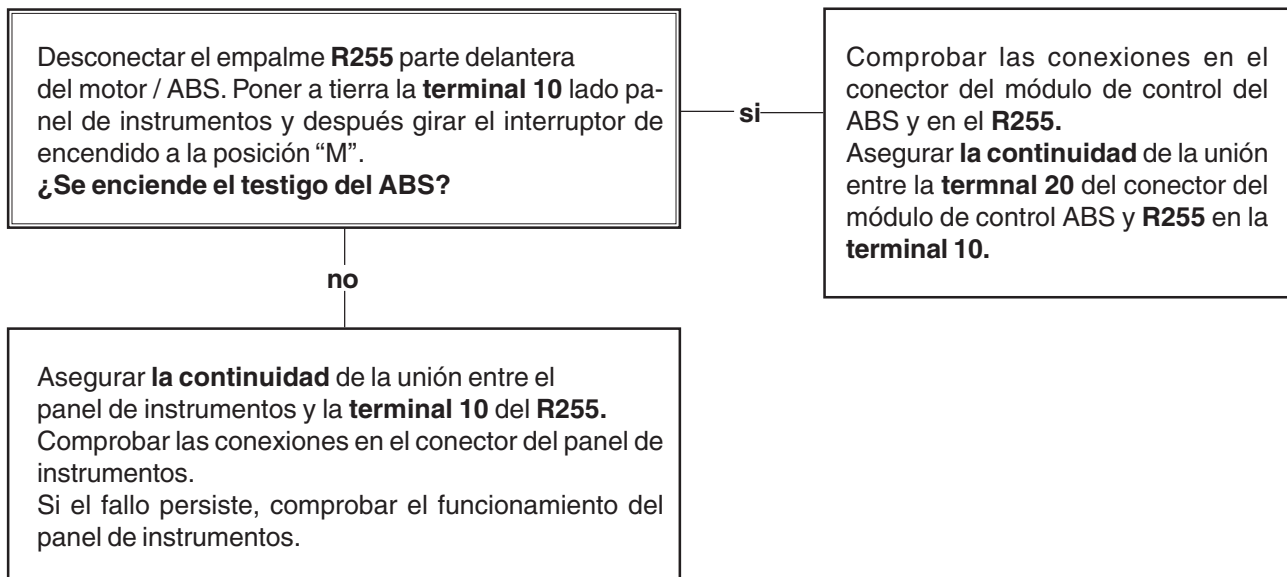 Desconectar el empalme R255 parte delantera
del motor / ABS. Poner a tierra la terminal 10 lado pa-
nel de instrumentos y después girar el interruptor de
encendido a la posición “M”.
¿Se enciende el testigo del ABS?
si
Comprobar las conexiones en el
conector del módulo de control del
ABS y en el R255.
Asegurar la continuidad de la unión
entre la termnal 20 del conector del
módulo de control ABS y R255 en la
terminal 10.
no
Asegurar la continuidad de la unión entre el
panel de instrumentos y la terminal 10 del R255.
Comprobar las conexiones en el conector del panel de
instrumentos.
Si el fallo persiste, comprobar el funcionamiento del
panel de instrumentos.